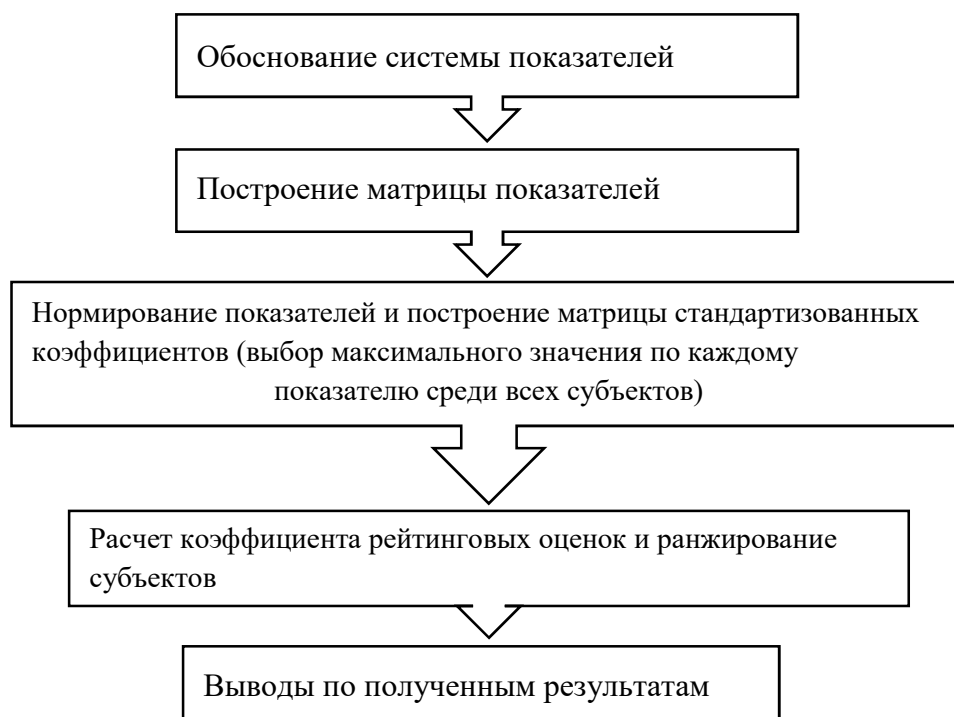 Обоснование системы показателей
Построение матрицы показателей
Нормирование показателей и построение матрицы стандартизованных
коэффициентов (выбор максимального значения по каждому
показателю среди всех субъектов)
Расчет коэффициента рейтинговых оценок и ранжирование
субъектов
Выводы по полученным результатам